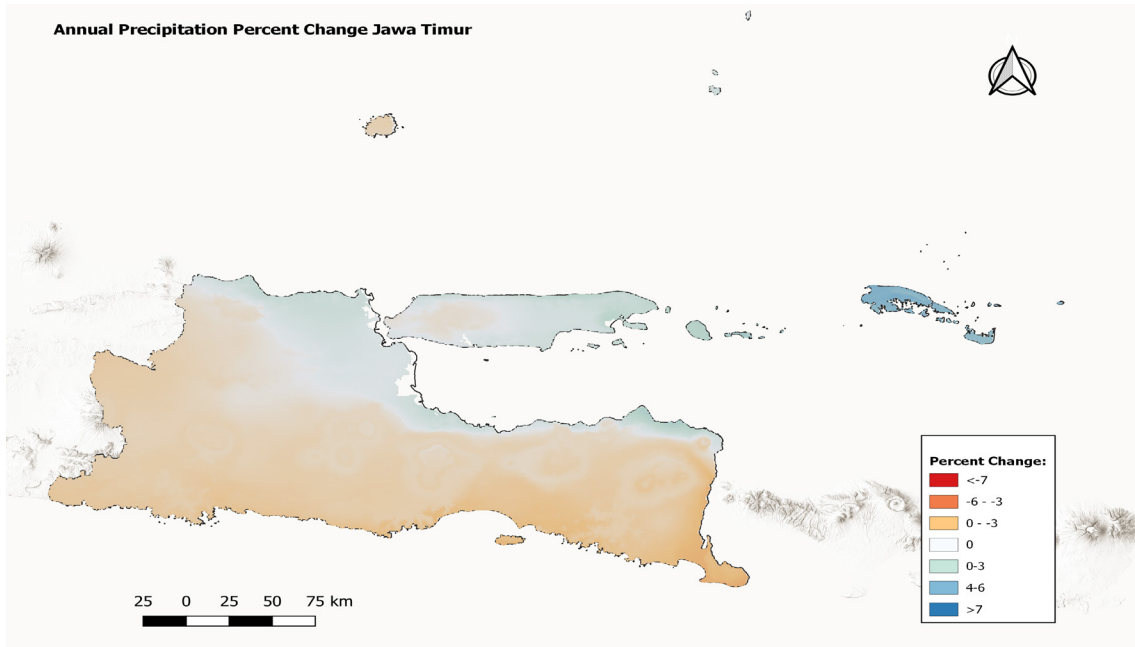 Annual Precipitation Percent Change Jawa Timur
Percent Change:
<-7
-6 - -3
0 - -3
0
0-3
4-6
>7
25 0 25 50 75 km